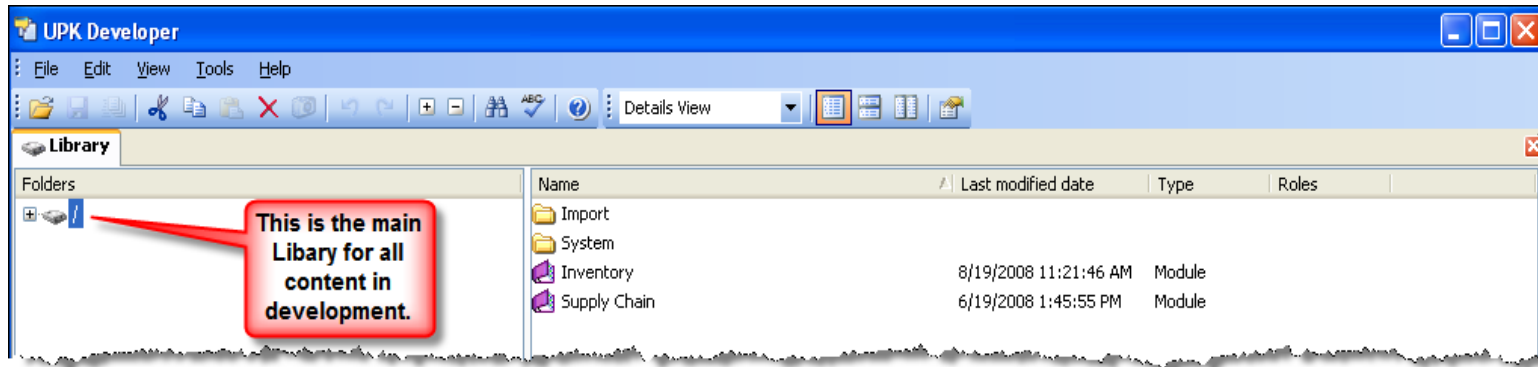 UPK Developer
File Edit View Tools Help
ABC Details View
Library
Folders Name Last modified date Type Roles
/ Import
This is the main
Libary for all
content in
development.
System
Inventory 8/19/2008 11:21:46 AM Module
Supply Chain 6/19/2008 1:45:55 PM Module